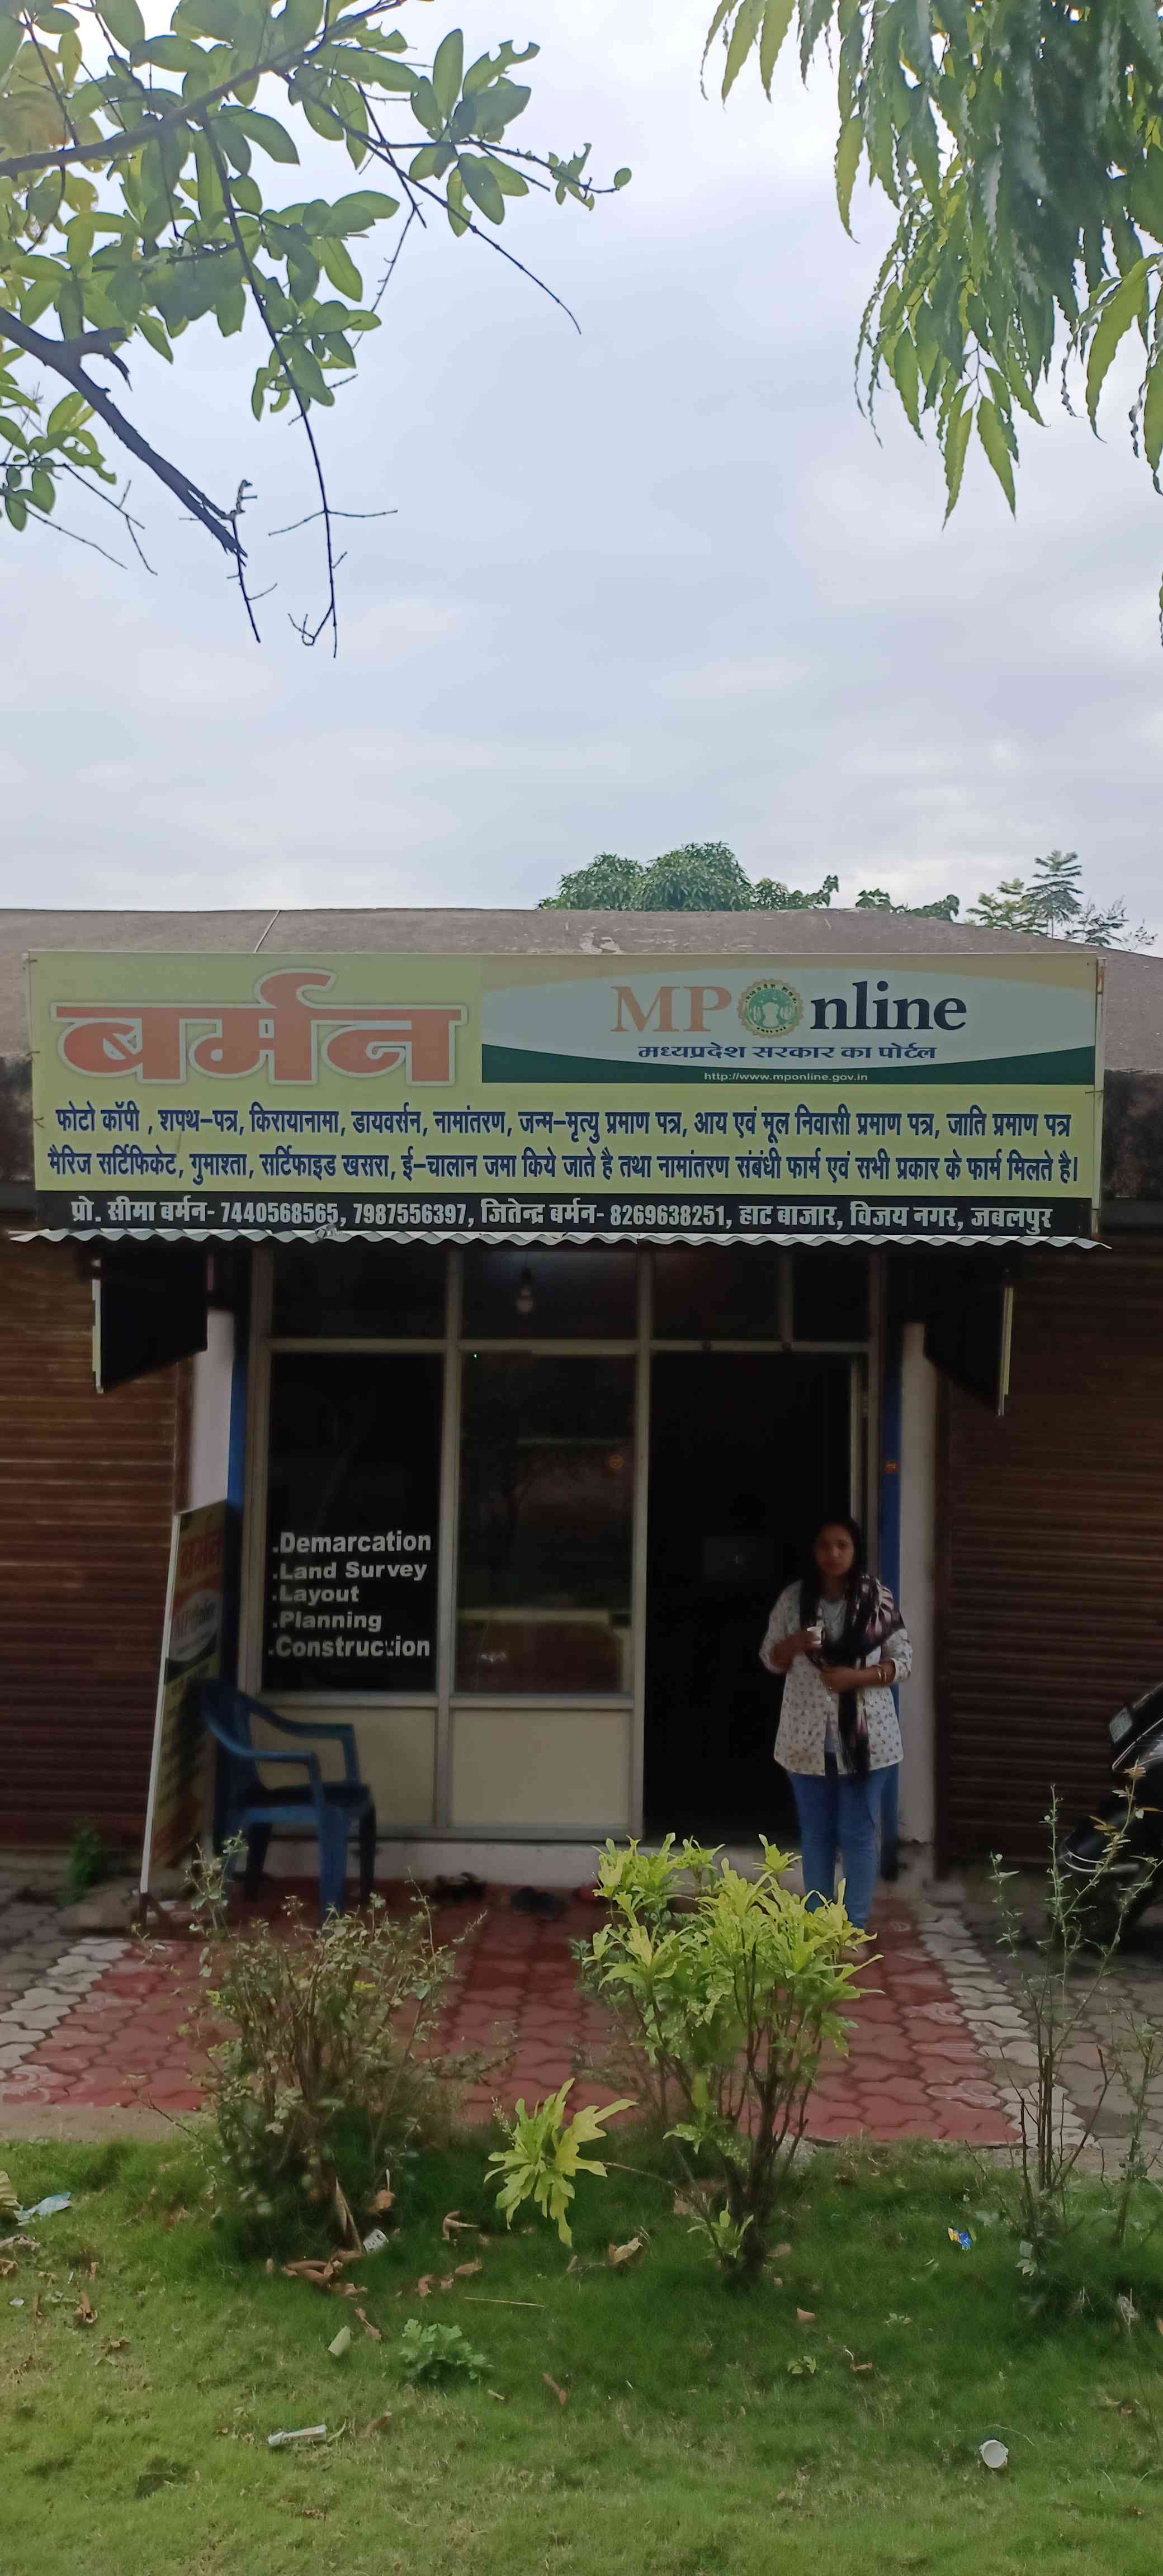 बर्मन
MPOnline
मध्यप्रदेश सरकार का पोर्टल
http://www.mponline.gov.in
फोटो कॉपी , शपथ-पत्र, किरायानामा, डायवर्सन, नामांतरण, जन्म-मृत्यु प्रमाण पत्र, आय एवं मूल निवासी प्रमाण पत्र, जाति प्रमाण पत्र
मैरिज सर्टिफिकेट, गुमाश्ता, सर्टिफाइड खसरा, ई-चालान जमा किये जाते है तथा नामांतरण संबंधी फार्म एवं सभी प्रकार के फार्म मिलते है।
प्रो. सीमा बर्मन- 7440568565, 7987556397, जितेन्द्र बर्मन- 8269638251, हाट बाजार, विजय नगर, जबलपुर
.Demarcation
.Land Survey
.Layout
.Planning
.Construction